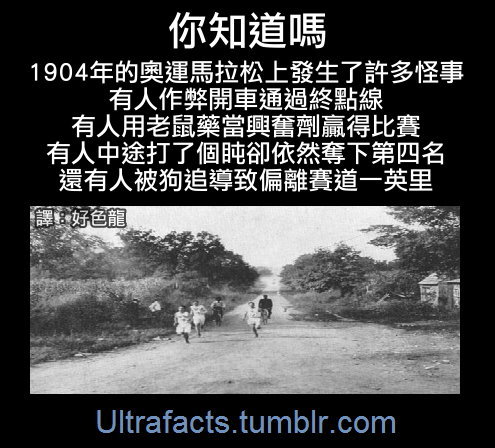 你知道嗎
1904年的奧運馬拉松上發生了許多怪事
有人作弊開車通過終點線
有人用老鼠藥當興奮劑贏得比賽
有人中途打了個盹卻依然奪下第四名
還有人被狗追導致偏離賽道一英里
譯：好色龍
Ultrafacts.tumblr.com